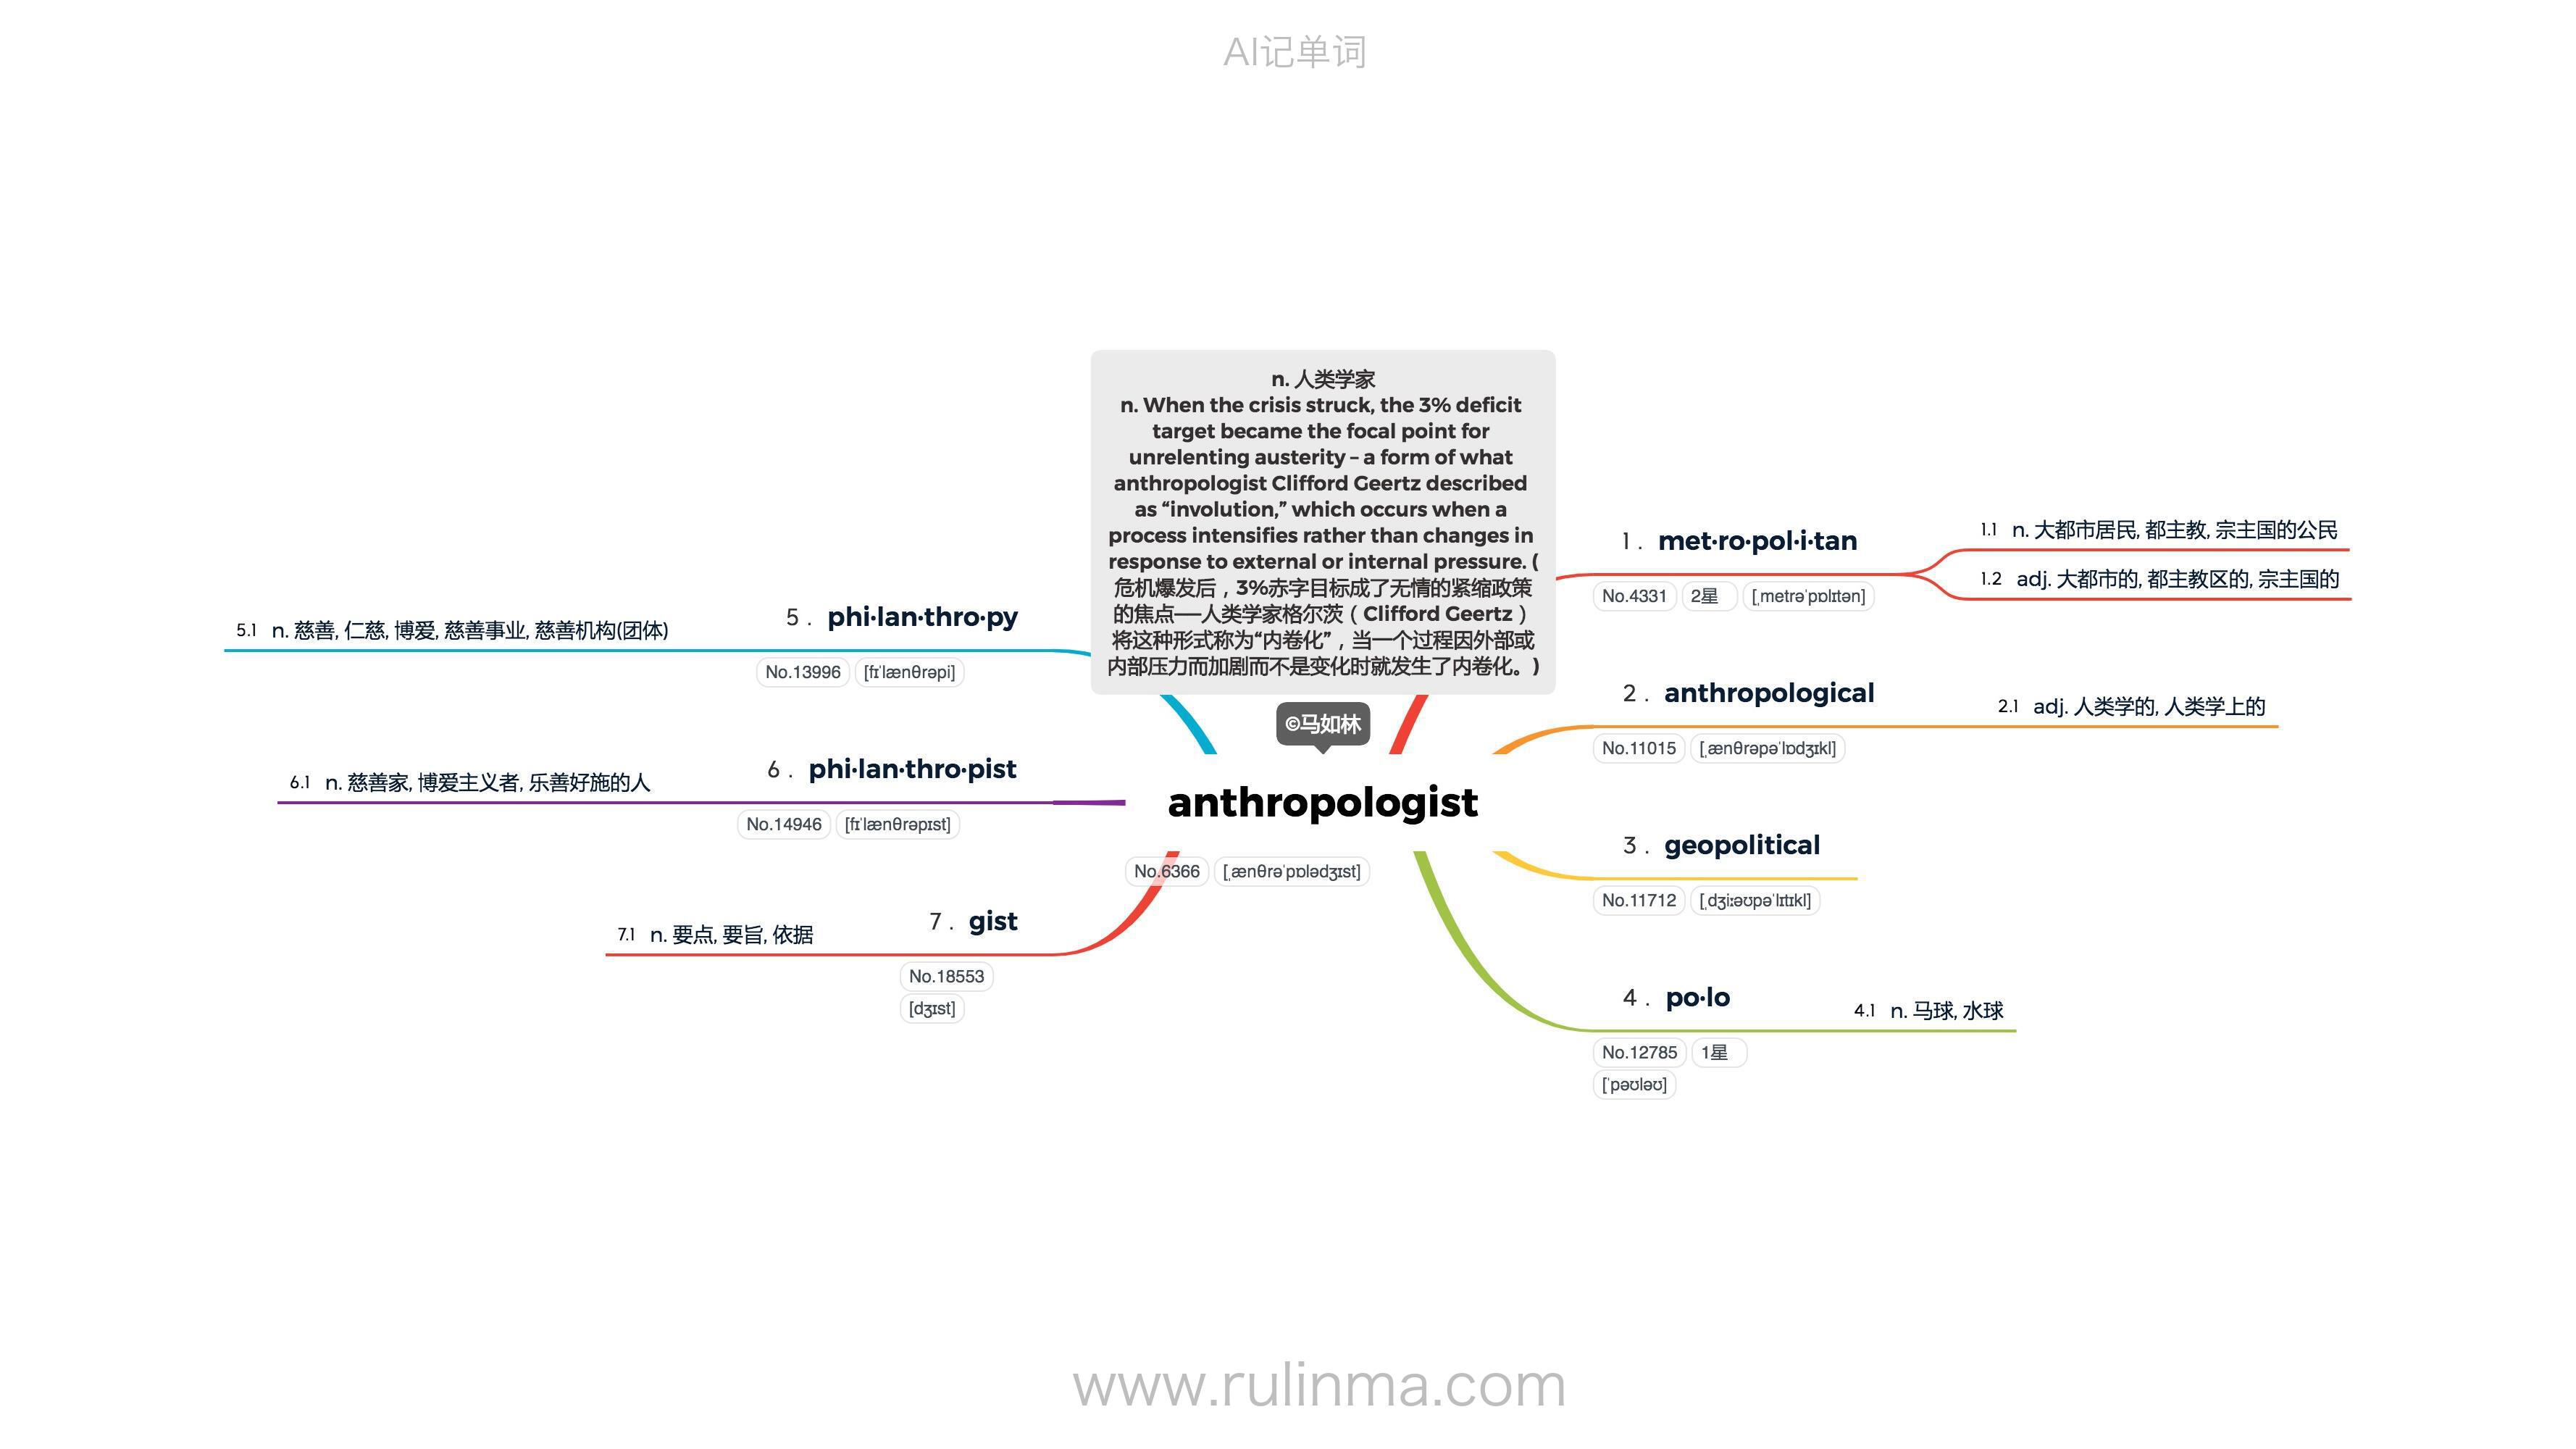 AI记单词
n. 人类学家
n. When the crisis struck, the 3% deficit
target became the focal point for
unrelenting austerity – a form of what
anthropologist Clifford Geertz described
as “involution,” which occurs when a
process intensifies rather than changes in
response to external or internal pressure. (
危机爆发后，3%赤字目标成了无情的紧缩政策
的焦点——人类学家格尔茨（Clifford Geertz）
将这种形式称为“内卷化”，当一个过程因外部或
内部压力而加剧而不是变化时就发生了内卷化。)
©马如林
anthropologist
No.6366 [ˌænθrəˈpɒlədʒɪst]
1. met·ro·pol·i·tan
No.4331 2星 [ˌmetrəˈpɒlɪtən]
1.1 n. 大都市居民, 都主教, 宗主国的公民
1.2 adj. 大都市的, 都主教区的, 宗主国的
2. anthropological
No.11015 [ˌænθrəpəˈlɒdʒɪkl]
2.1 adj. 人类学的, 人类学上的
3. geopolitical
No.11712 [ˌdʒiːəʊpəˈlɪtɪkl]
4. po·lo
No.12785 1星
[ˈpəʊləʊ]
4.1 n. 马球, 水球
5. phi·lan·thro·py
No.13996 [fɪˈlænθrəpi]
5.1 n. 慈善, 仁慈, 博爱, 慈善事业, 慈善机构(团体)
6. phi·lan·thro·pist
No.14946 [fɪˈlænθrəpɪst]
6.1 n. 慈善家, 博爱主义者, 乐善好施的人
7. gist
No.18553
[dʒɪst]
7.1 n. 要点, 要旨, 依据
www.rulinma.com